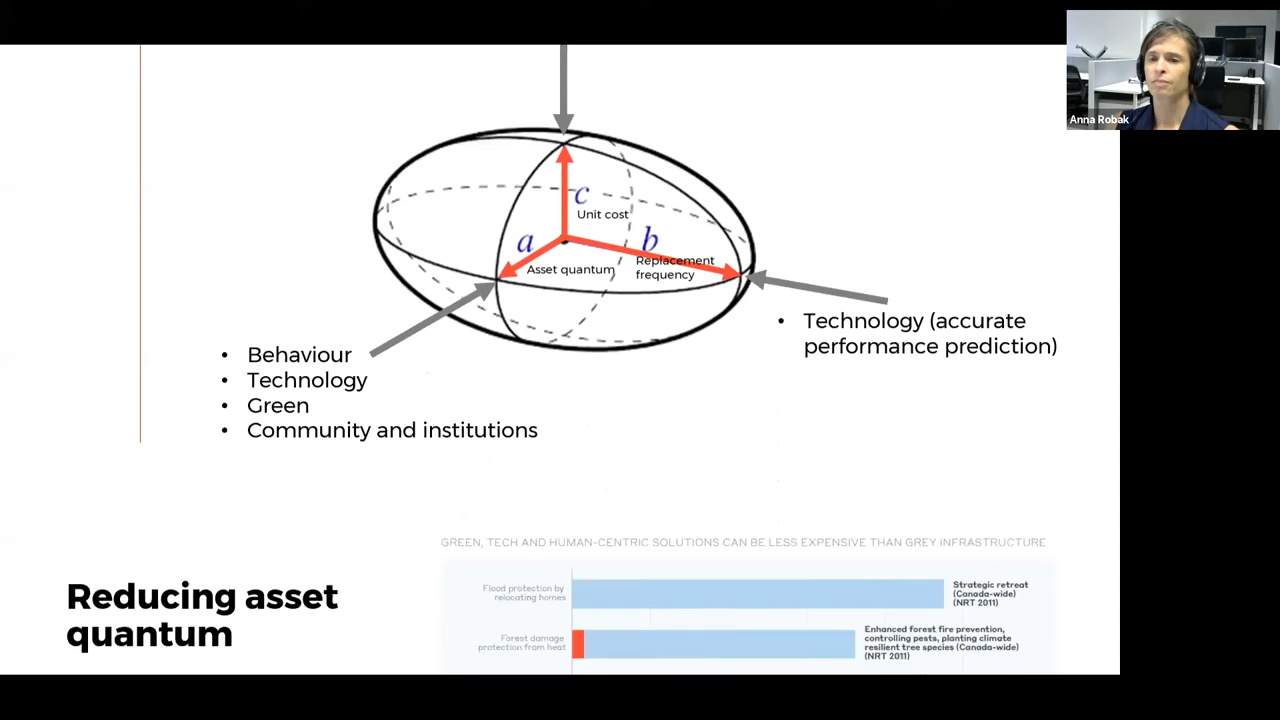 Anna Robak
c
Unit cost
a
b
Asset quantum
Replacement
frequency
• Technology (accurate
performance prediction)
• Behaviour
• Technology
• Green
• Community and institutions
GREEN, TECH AND HUMAN-CENTRIC SOLUTIONS CAN BE LESS EXPENSIVE THAN GREY INFRASTRUCTURE
Reducing asset
quantum
Flood protection by
relocating homes
Strategic retreat
(Canada-wide)
(NRT 2011)
Forest damage
protection from heat
Enhanced forest fire prevention,
controlling pests, planting climate
resilient tree species (Canada-wide)
(NRT 2011)